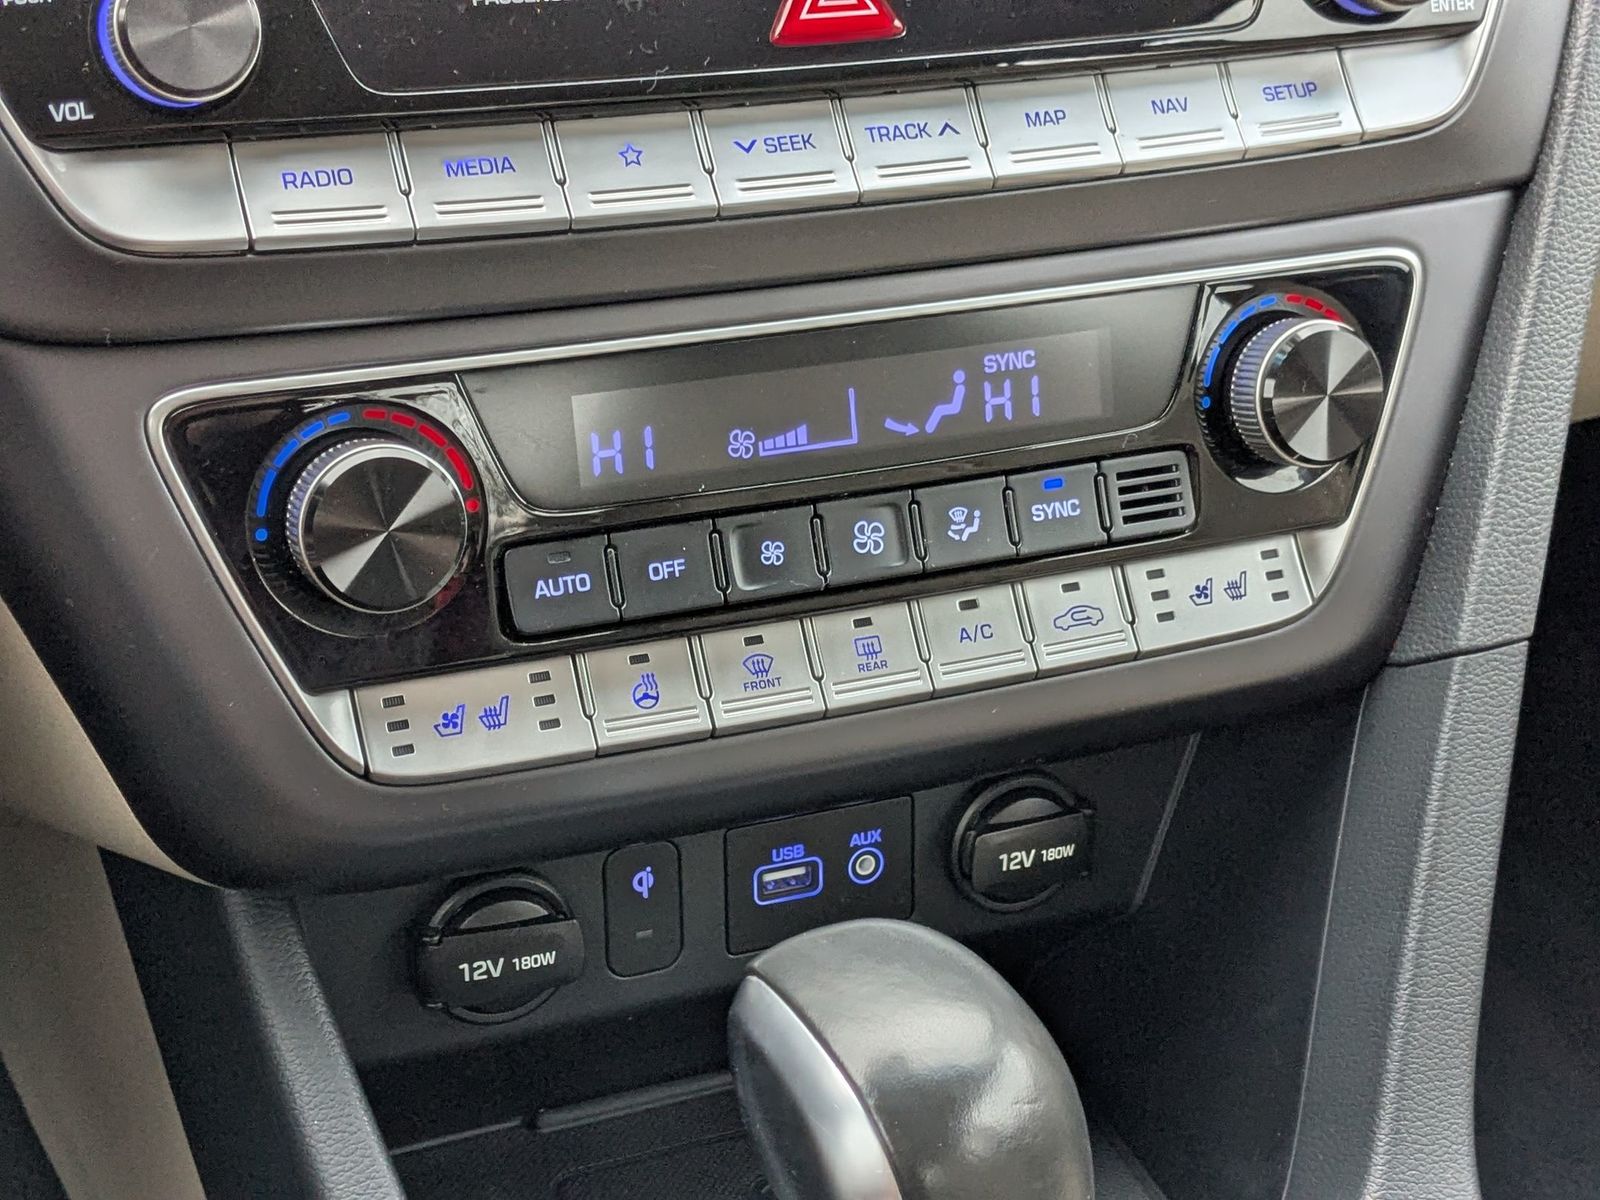 ENTER
VOL
RADIO
MEDIA
SEEK
TRACK
MAP
NAV
SETUP
SYNC
HI
HI
AUTO
OFF
SYNC
FRONT
REAR
A/C
USB
AUX
12V 180W
12V 180W